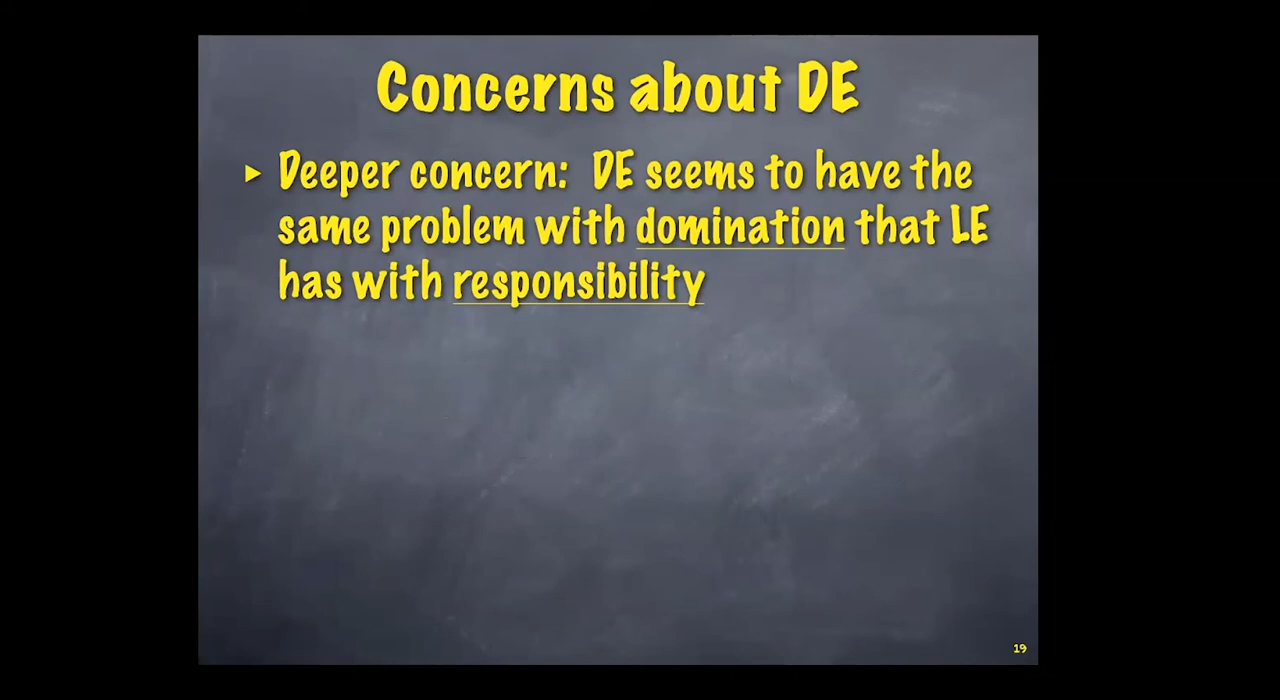 Concerns about DE
▸ Deeper concern: DE seems to have the
same problem with domination that LE
has with responsibility
19